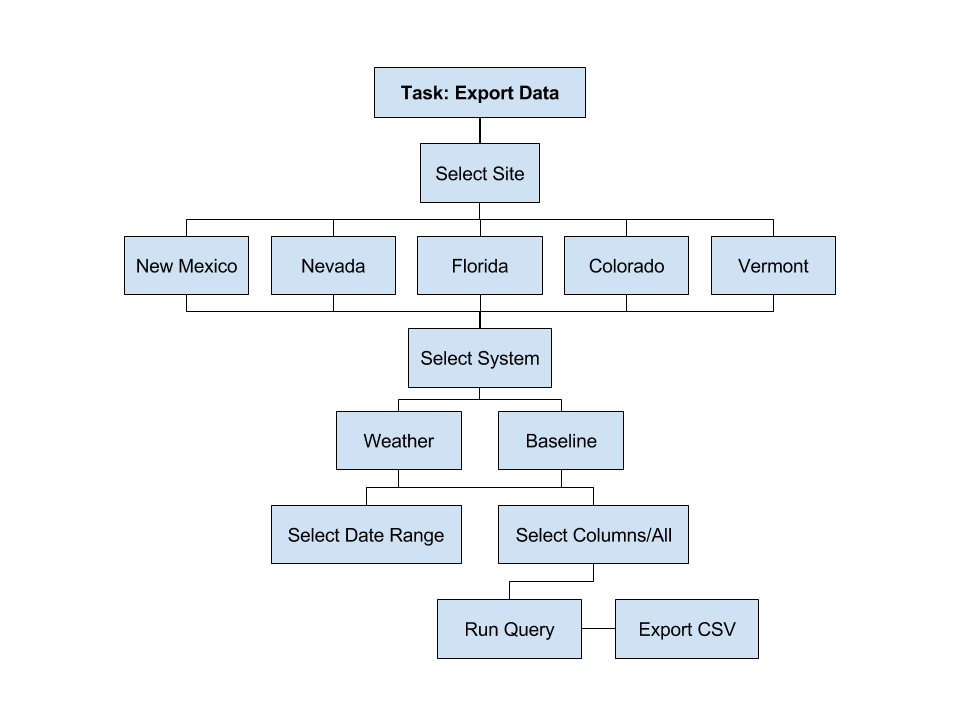 Task: Export Data
Select Site
New Mexico
Nevada
Florida
Colorado
Vermont
Select System
Weather
Baseline
Select Date Range
Select Columns/All
Run Query
Export CSV